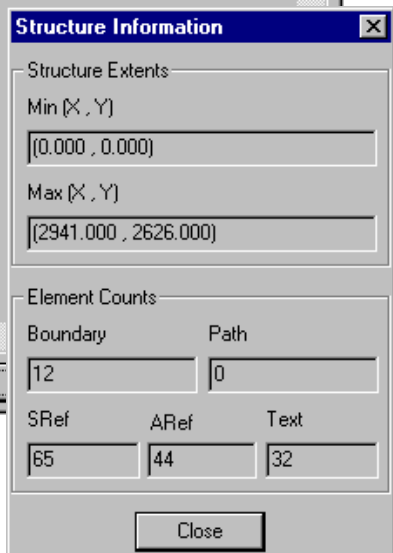 Structure Information
Structure Extents
Min (X , Y)
(0.000 , 0.000)
Max (X , Y)
(2941.000 , 2626.000)
Element Counts
Boundary Path
12 0
SRef ARef Text
65 44 32
Close